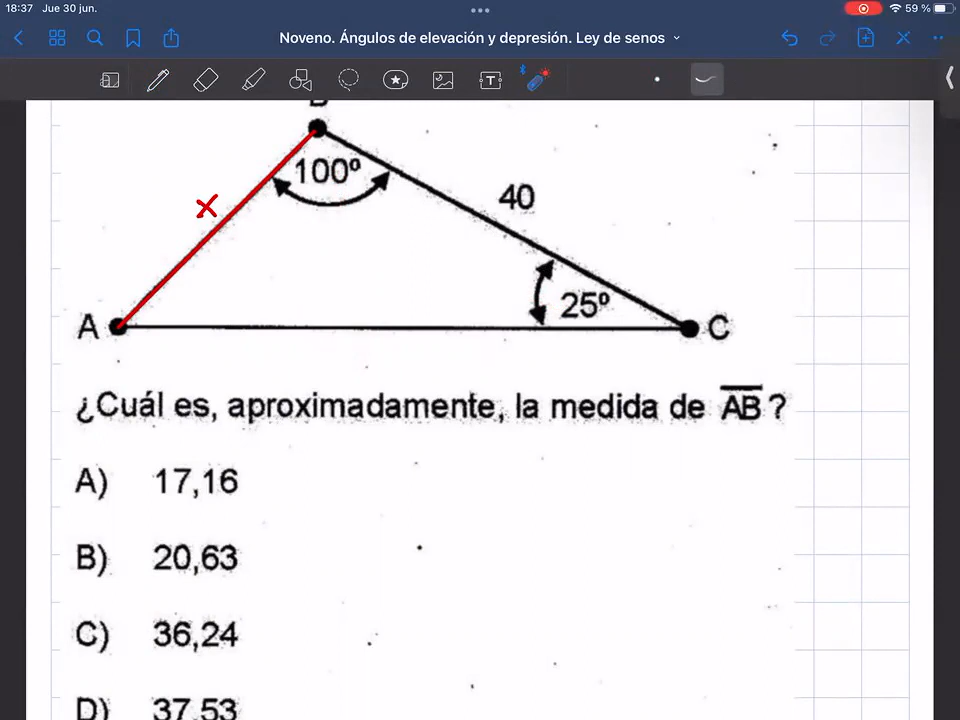 18:37 Jue 30 jun.
59 %
Noveno. Ángulos de elevación y depresión. Ley de senos
100º
40
x
25º
A
C
¿Cuál es, aproximadamente, la medida de AB?
A) 17,16
B) 20,63
C) 36,24
D) 37,53